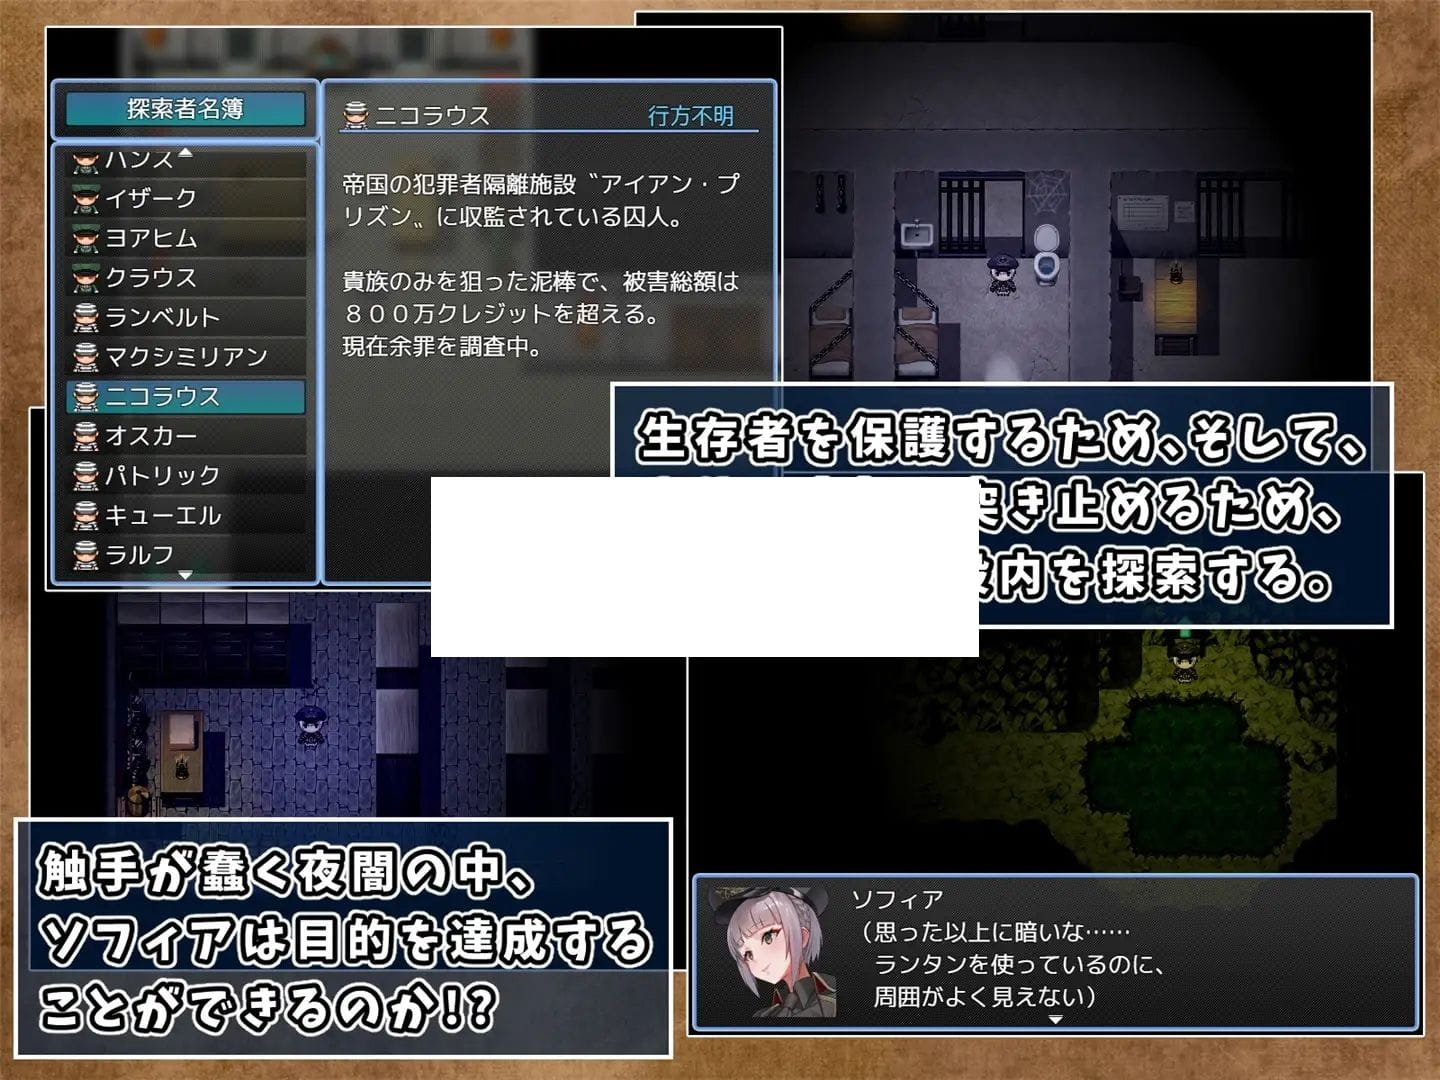 探索者名簿
ハンス
イザーク
ヨアヒム
クラウス
ランベルト
マクシミリアン
ニコラウス
オスカー
パトリック
キューエル
ラルフ
ニコラウス
行方不明
帝国の犯罪者隔離施設〝アイアン・プ
リズン〟に収監されている囚人。
貴族のみを狙った泥棒で、被害総額は
８００万クレジットを超える。
現在余罪を調査中。
生存者を保護するため、そして、
突き止めるため、
内を探索する。
触手が蠢く夜闇の中、
ソフィアは目的を達成する
ことができるのか!?
ソフィア
（思った以上に暗いな……
ランタンを使っているのに、
周囲がよく見えない）